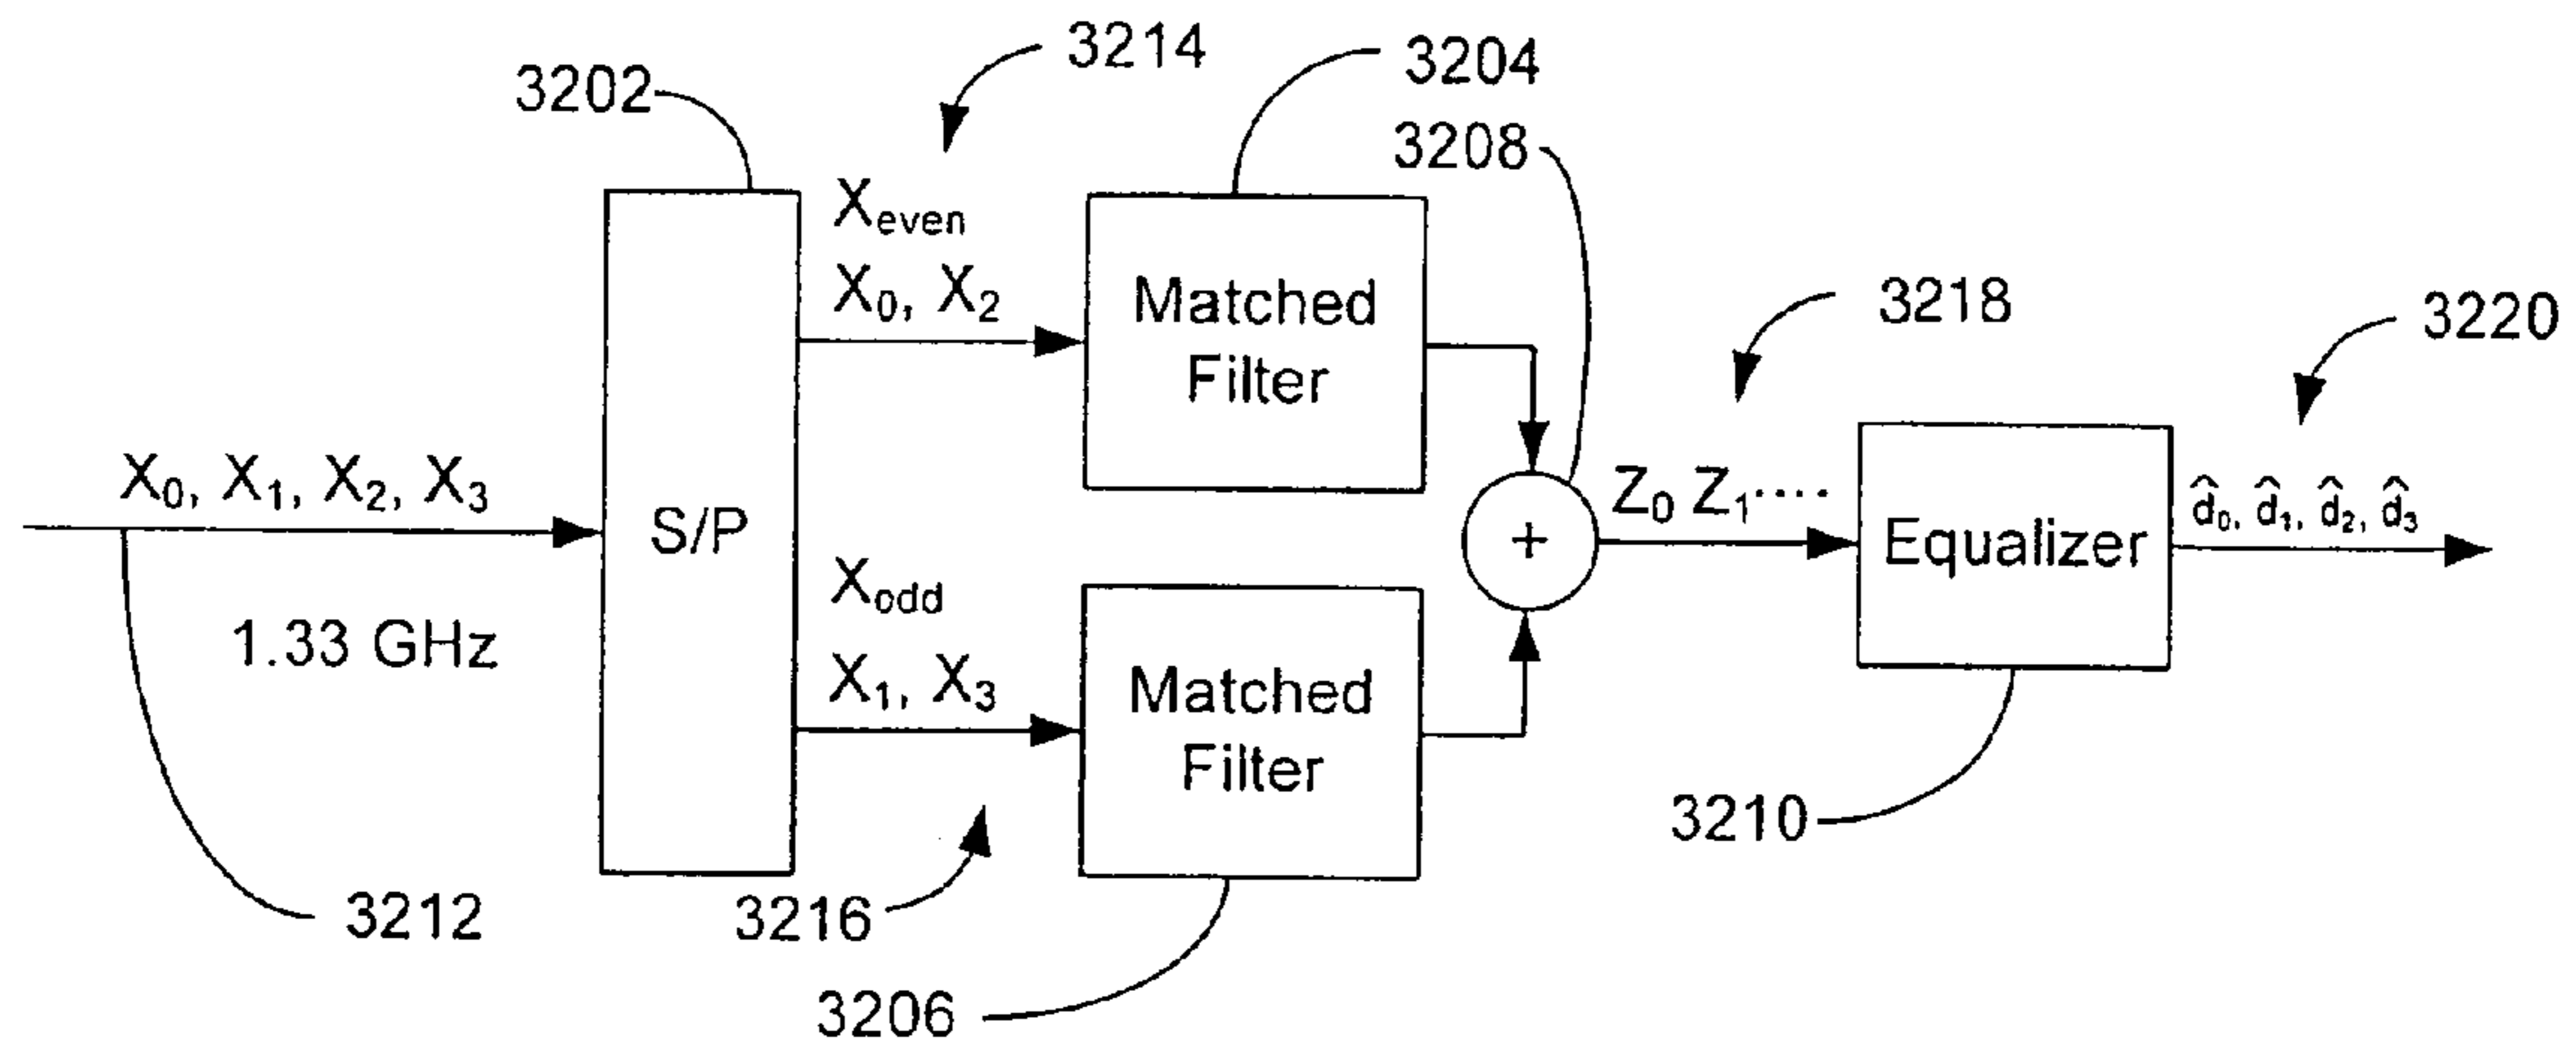 3214
3204
3202
3208
X₀, X₁, X₂, X₃
1.33 GHz
3212
S/P
Xeven
X₀, X₂
Matched
Filter
Xodd
X₁, X₃
3216
Matched
Filter
3206
+
3218
Z₀ Z₁····
Equalizer
3210
3220
d̂₀, d̂₁, d̂₂, d̂₃